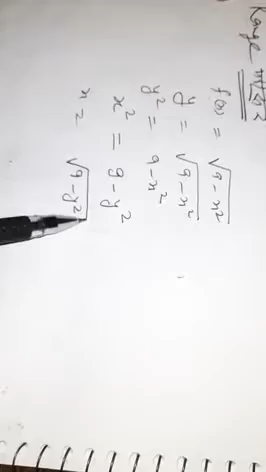 Range
f(x) = √9 - x²
y = √9 - x²
y² = 9 - x²
x² = 9 - y²
x = √9 - y²